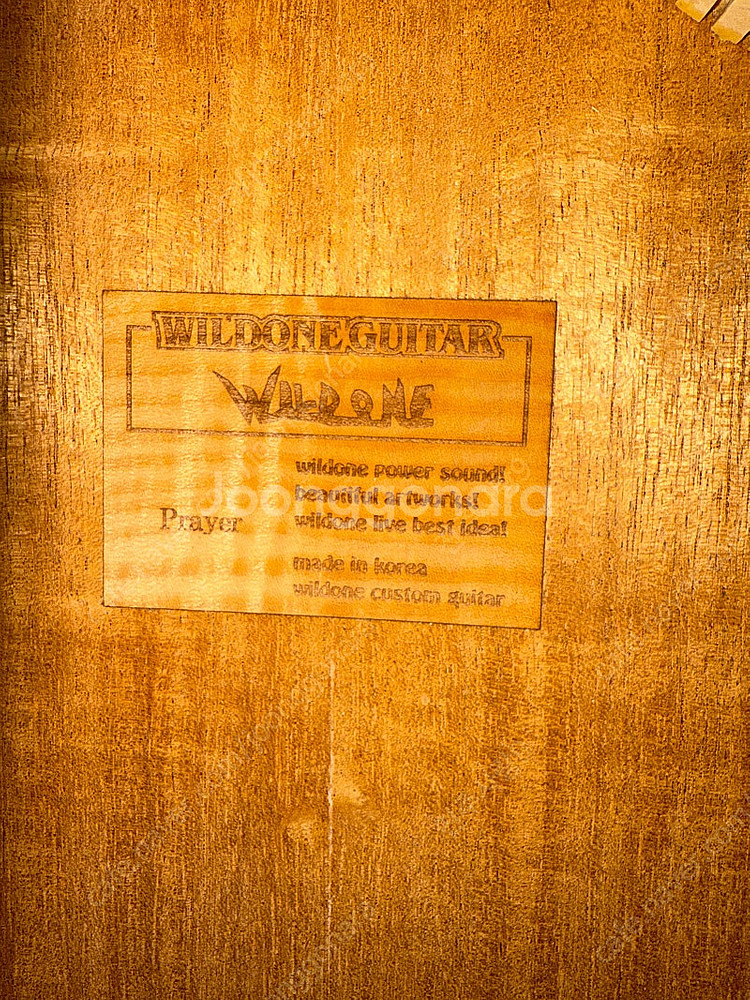 WILDONE GUITAR
WILDONE
wildone power sound!
beautiful artworks!
Prayer
wildone live best idea!
made in korea
wildone custom guitar
Joonggonara